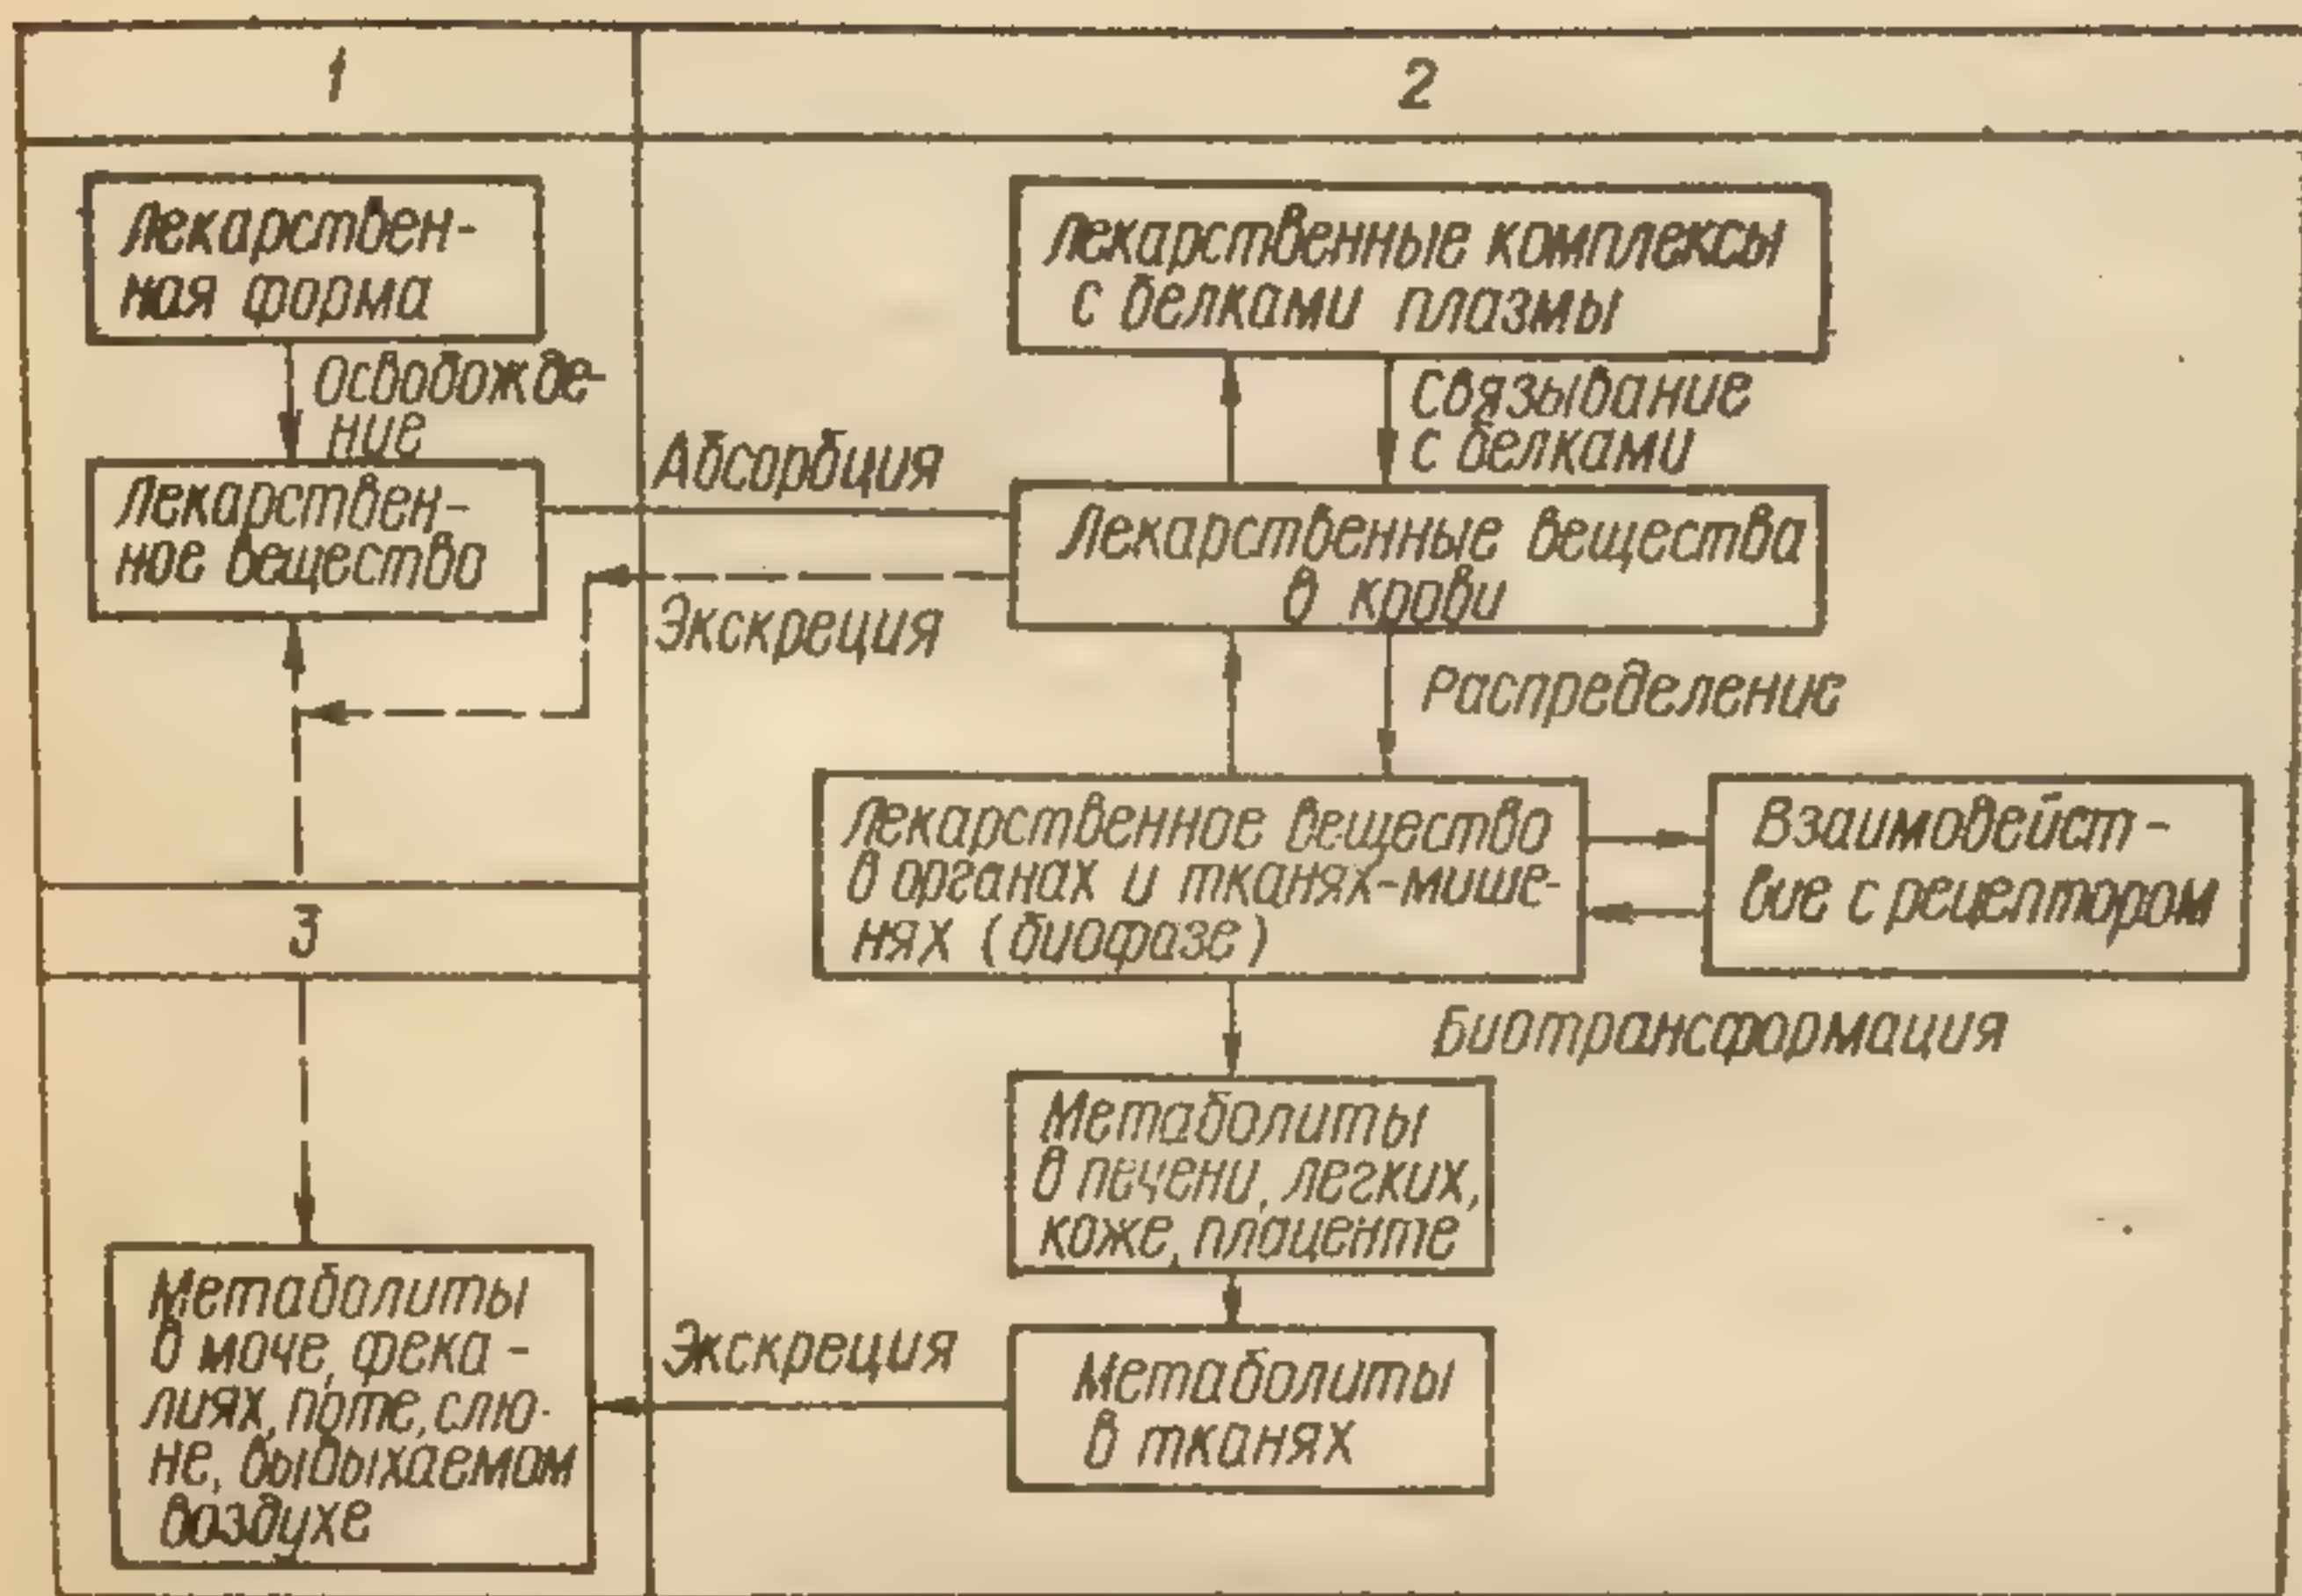 1
2
Лекарствен-
ная форма
Освобожде-
ние
Лекарствен-
ное вещество
Абсорбция
Экскреция
Лекарственные комплексы
с белками плазмы
Связывание
с белками
Лекарственные вещества
в крови
Распределение
Лекарственное вещество
в органах и тканях-мише-
нях (биофазе)
Взаимодейст-
вие с рецептором
Биотрансформация
Метаболиты
в печени, легких,
коже, плаценте
Метаболиты
в тканях
3
Экскреция
Метаболиты
в моче, фека-
лиях, поте, слю-
не, выдыхаемом
воздухе